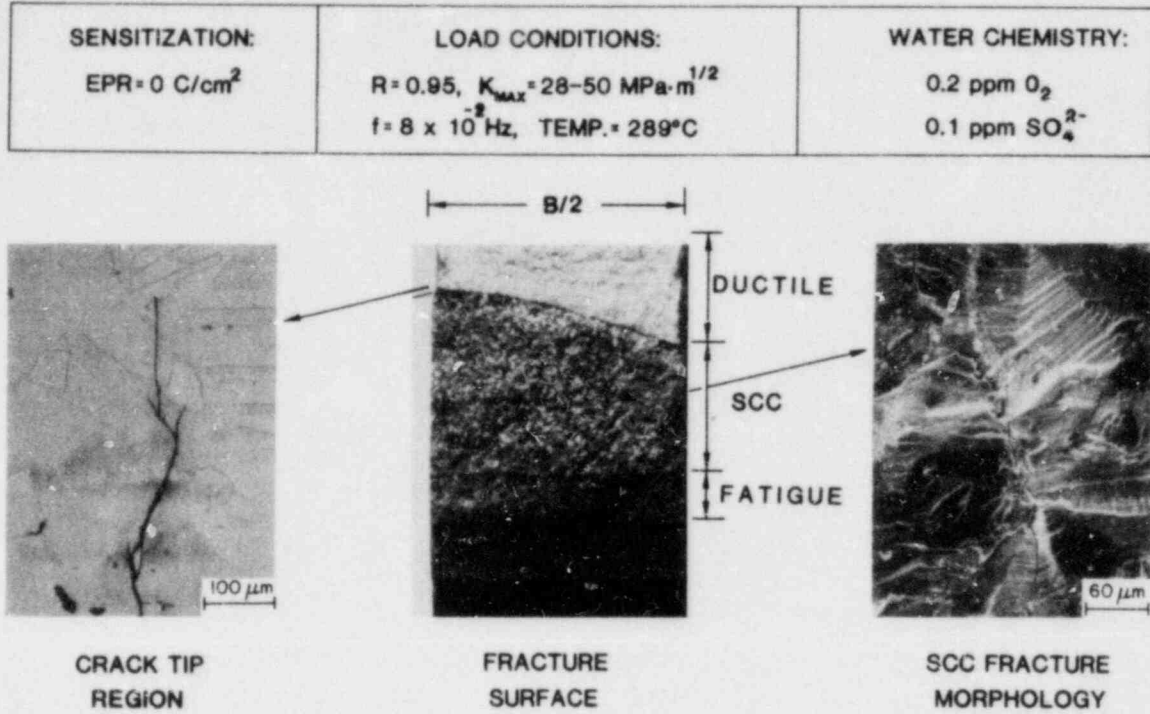 SENSITIZATION:
EPR = 0 C/cm²
LOAD CONDITIONS:
R = 0.95, K_MAX = 28-50 MPa·m^1/2
f = 8 x 10^-2 Hz, TEMP. = 289°C
WATER CHEMISTRY:
0.2 ppm O₂
0.1 ppm SO₄²⁻
B/2
DUCTILE
SCC
FATIGUE
100 μm
60 μm
CRACK TIP
REGION
FRACTURE
SURFACE
SCC FRACTURE
MORPHOLOGY